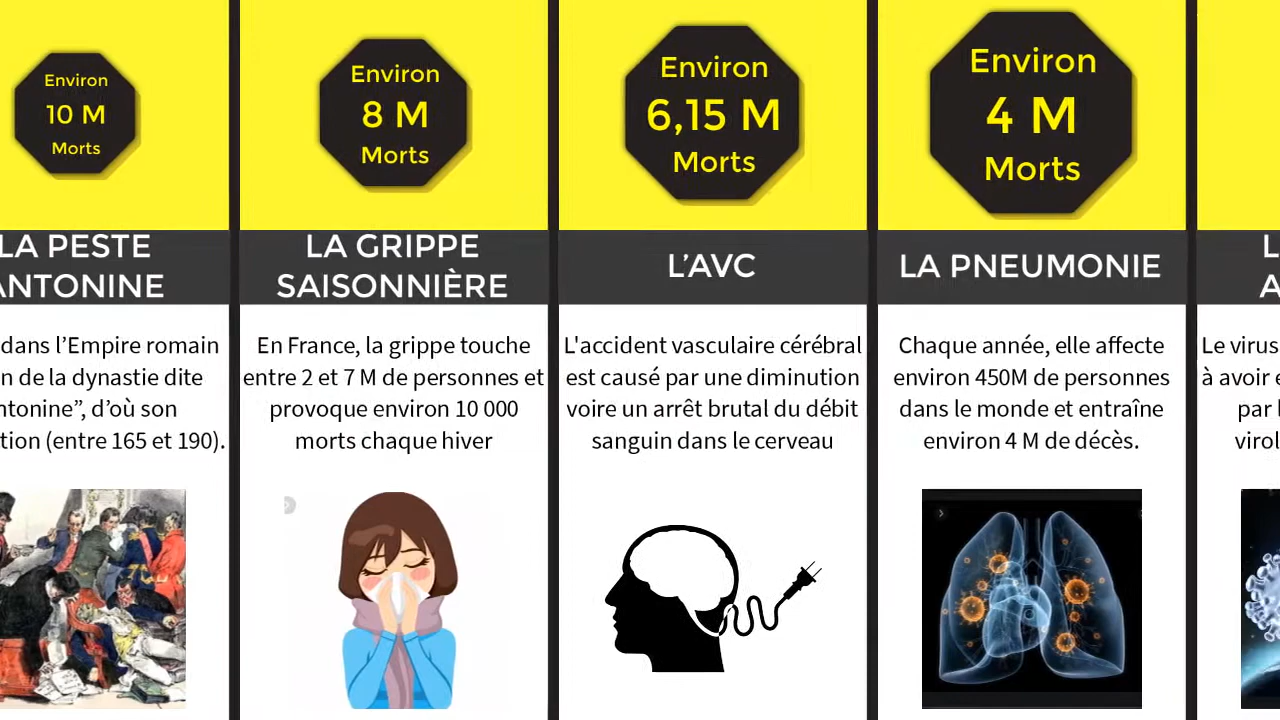 Environ
10 M
Morts
LA PESTE
ANTONINE
dans l’Empire romain
n de la dynastie dite
ntonine”, d’où son
tion (entre 165 et 190).
Environ
8 M
Morts
LA GRIPPE
SAISONNIÈRE
En France, la grippe touche
entre 2 et 7 M de personnes et
provoque environ 10 000
morts chaque hiver
Environ
6,15 M
Morts
L’AVC
L'accident vasculaire cérébral
est causé par une diminution
voire un arrêt brutal du débit
sanguin dans le cerveau
Environ
4 M
Morts
LA PNEUMONIE
Chaque année, elle affecte
environ 450M de personnes
dans le monde et entraîne
environ 4 M de décès.
L
A
Le virus
à avoir e
par l
virol